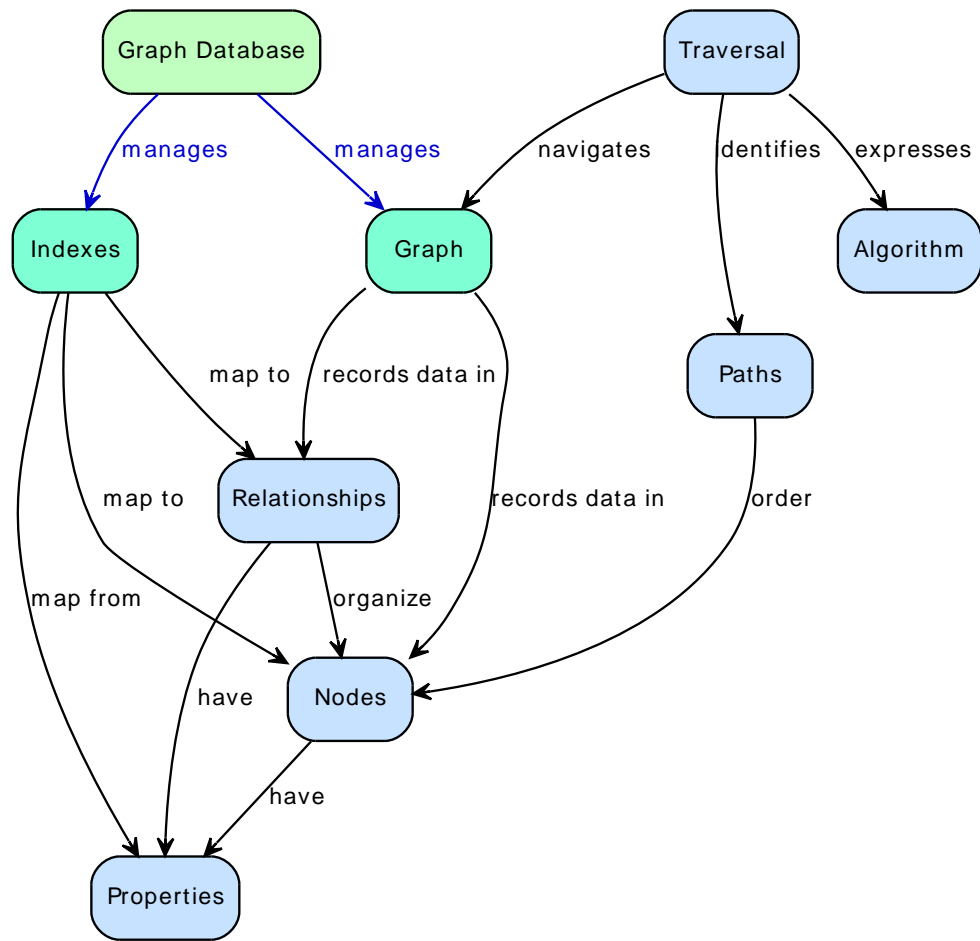 Graph Database
Traversal
manages
manages
navigates
dentifies
expresses
Indexes
Graph
Algorithm
map to
records data in
Paths
map to
Relationships
records data in
order
map from
organize
have
Nodes
have
Properties